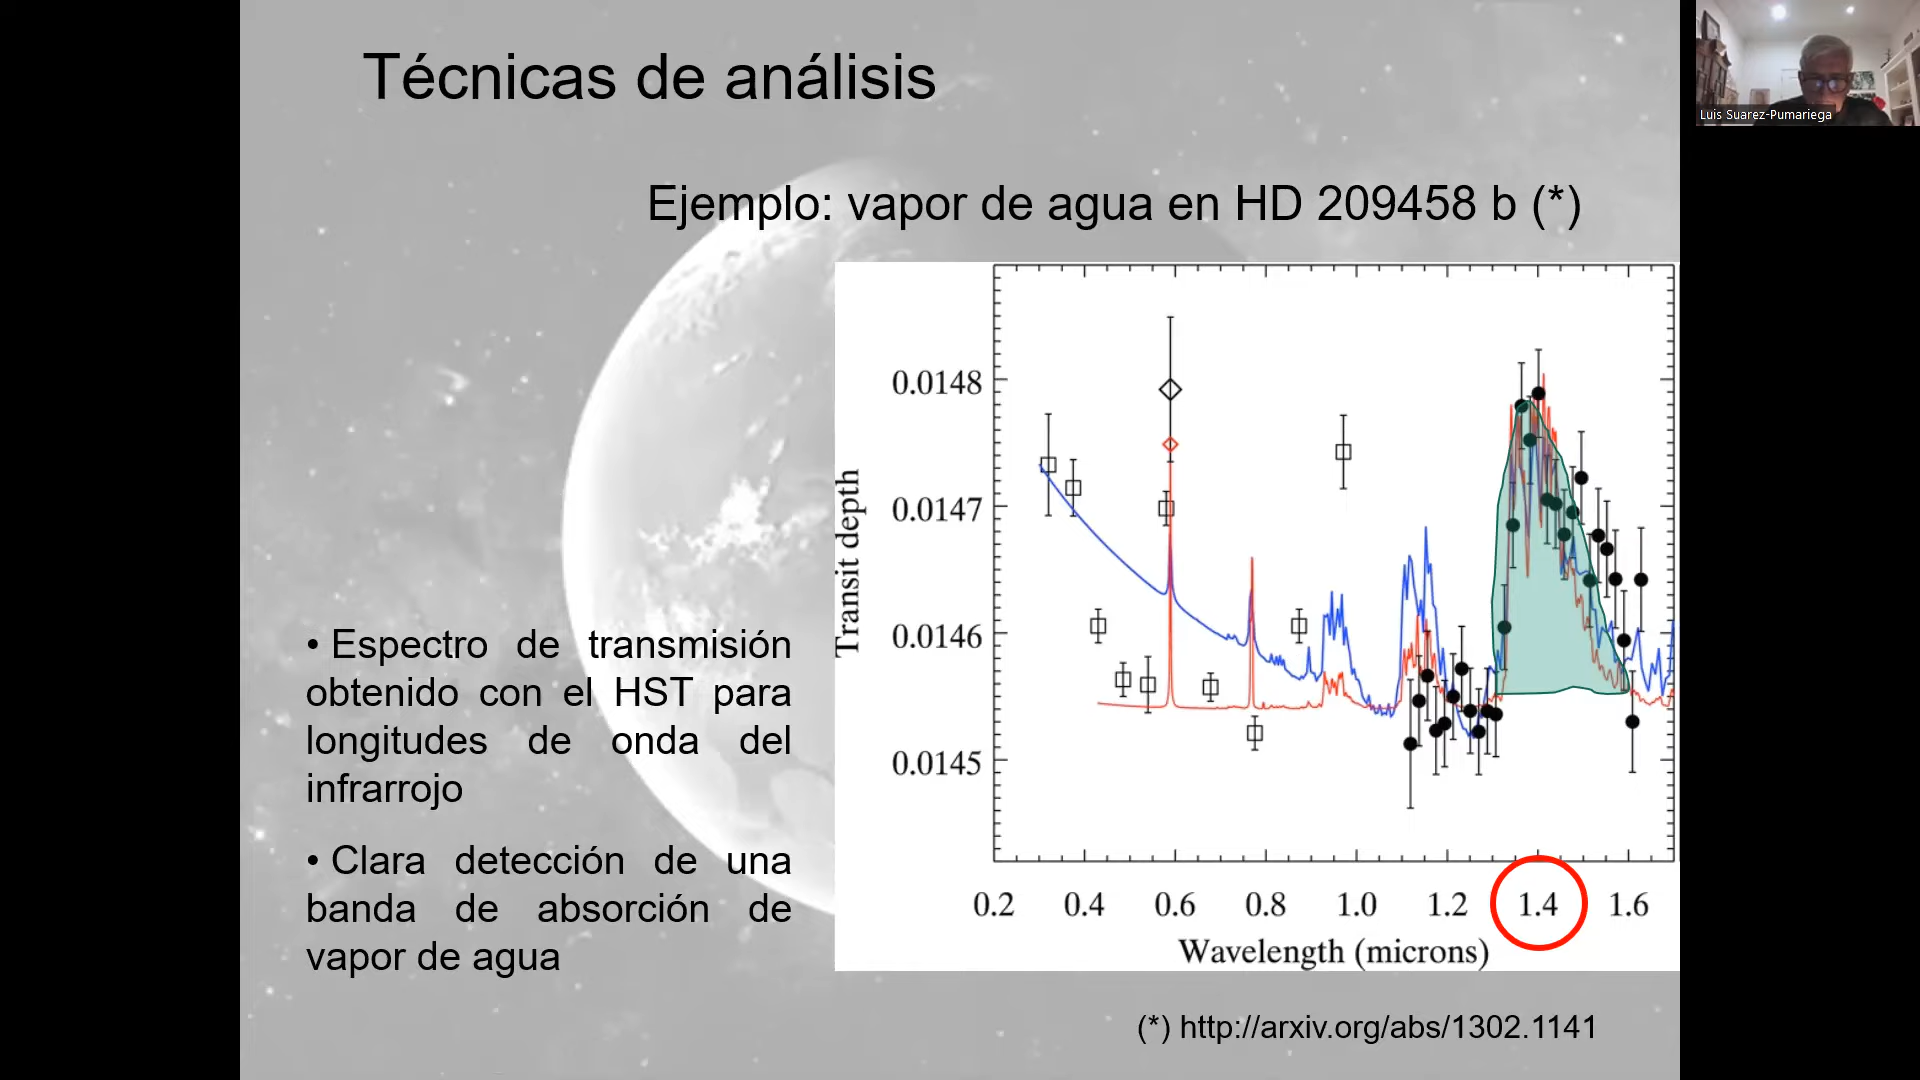 Técnicas de análisis
Luis Suarez-Pumariega
Ejemplo: vapor de agua en HD 209458 b (*)
• Espectro de transmisión
obtenido con el HST para
longitudes de onda del
infrarrojo
• Clara detección de una
banda de absorción de
vapor de agua
Transit depth
0.0148
0.0147
0.0146
0.0145
0.2 0.4 0.6 0.8 1.0 1.2 1.4 1.6
Wavelength (microns)
(*) http://arxiv.org/abs/1302.1141